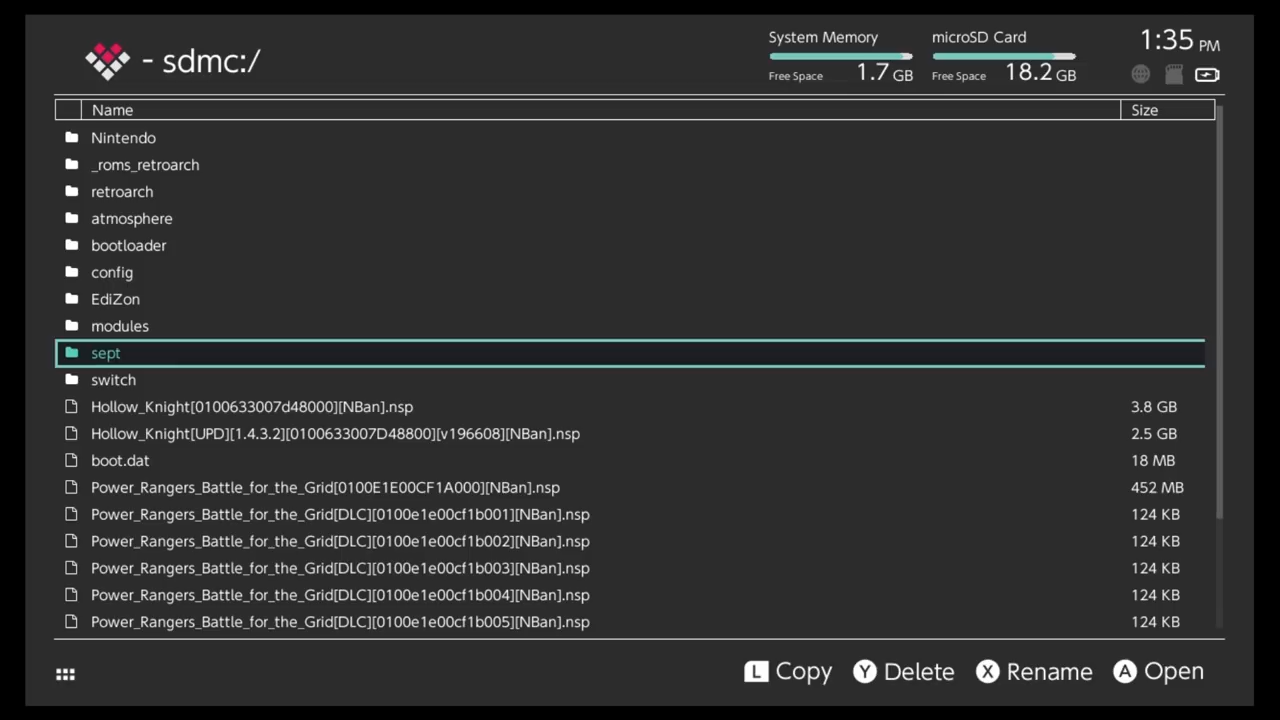 - sdmc:/
System Memory
Free Space 1.7 GB
microSD Card
Free Space 18.2 GB
1:35 PM
Name Size
Nintendo
_roms_retroarch
retroarch
atmosphere
bootloader
config
EdiZon
modules
sept
switch
Hollow_Knight[0100633007d48000][NBan].nsp 3.8 GB
Hollow_Knight[UPD][1.4.3.2][0100633007D48800][v196608][NBan].nsp 2.5 GB
boot.dat 18 MB
Power_Rangers_Battle_for_the_Grid[0100E1E00CF1A000][NBan].nsp 452 MB
Power_Rangers_Battle_for_the_Grid[DLC][0100e1e00cf1b001][NBan].nsp 124 KB
Power_Rangers_Battle_for_the_Grid[DLC][0100e1e00cf1b002][NBan].nsp 124 KB
Power_Rangers_Battle_for_the_Grid[DLC][0100e1e00cf1b003][NBan].nsp 124 KB
Power_Rangers_Battle_for_the_Grid[DLC][0100e1e00cf1b004][NBan].nsp 124 KB
Power_Rangers_Battle_for_the_Grid[DLC][0100e1e00cf1b005][NBan].nsp 124 KB
L Copy Y Delete X Rename A Open